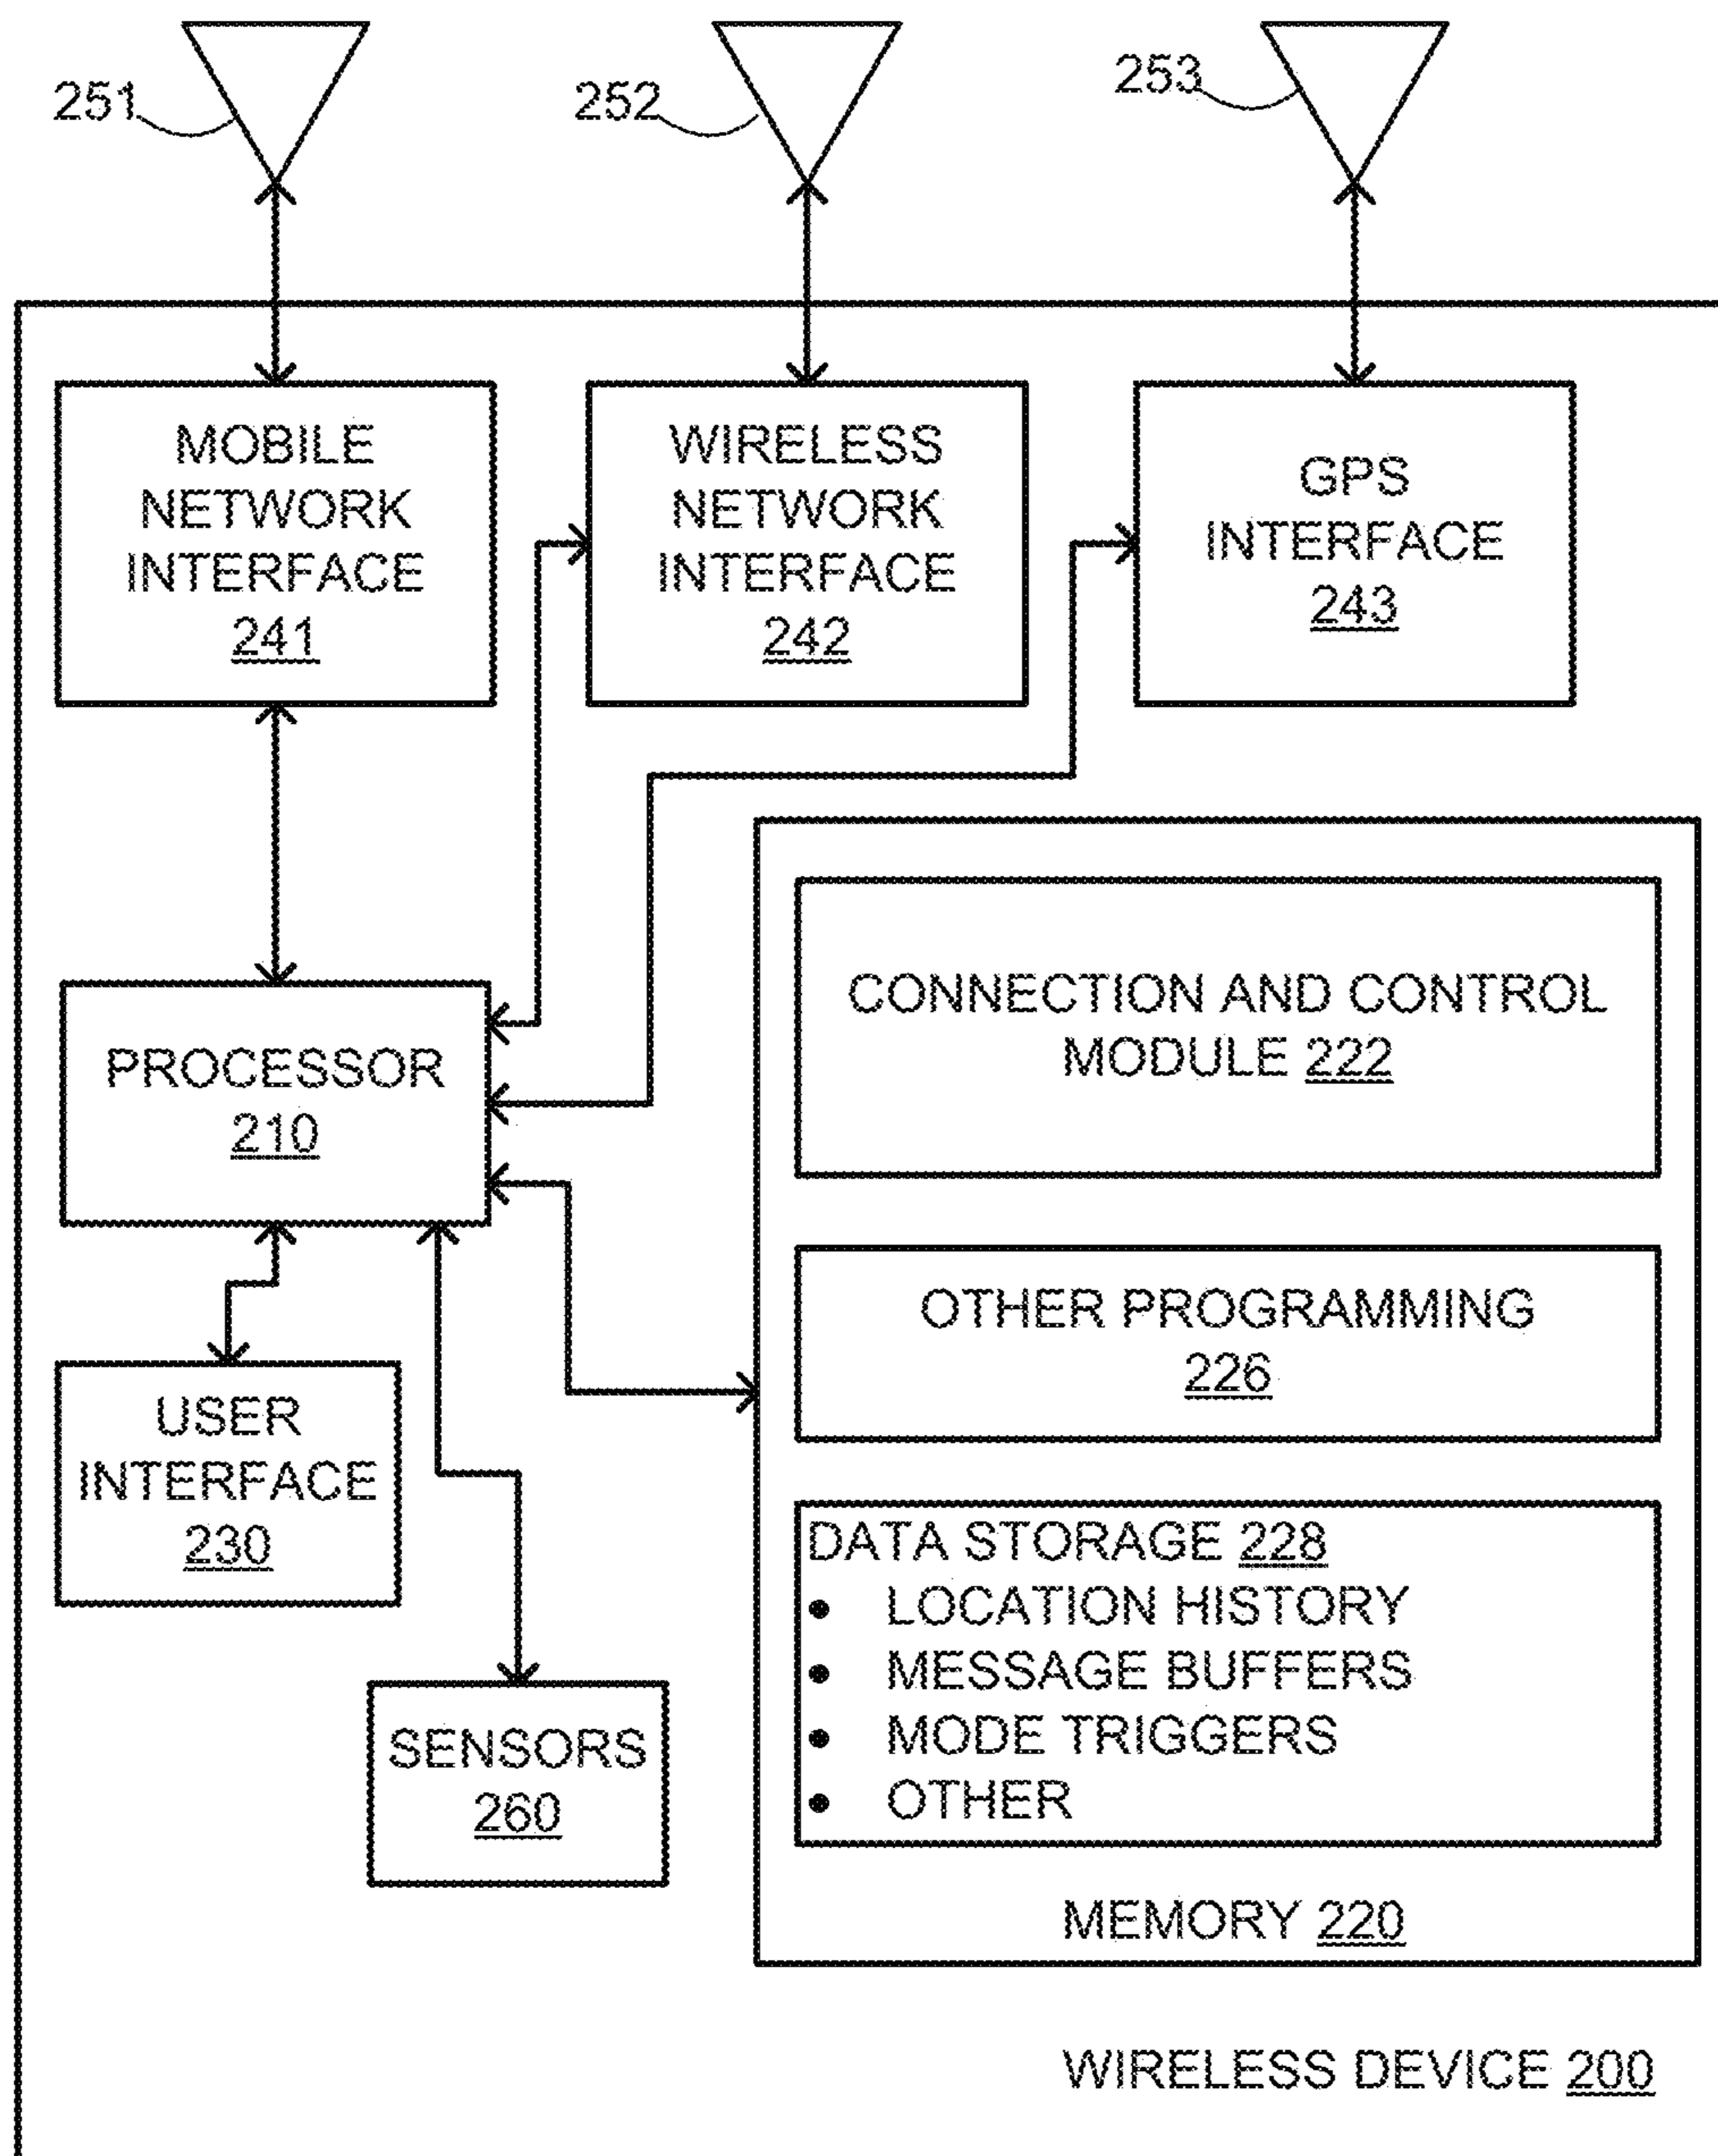 251
252
253
MOBILE
NETWORK
INTERFACE
241
WIRELESS
NETWORK
INTERFACE
242
GPS
INTERFACE
243
PROCESSOR
210
CONNECTION AND CONTROL
MODULE 222
OTHER PROGRAMMING
226
USER
INTERFACE
230
DATA STORAGE 228
• LOCATION HISTORY
• MESSAGE BUFFERS
• MODE TRIGGERS
• OTHER
SENSORS
260
MEMORY 220
WIRELESS DEVICE 200